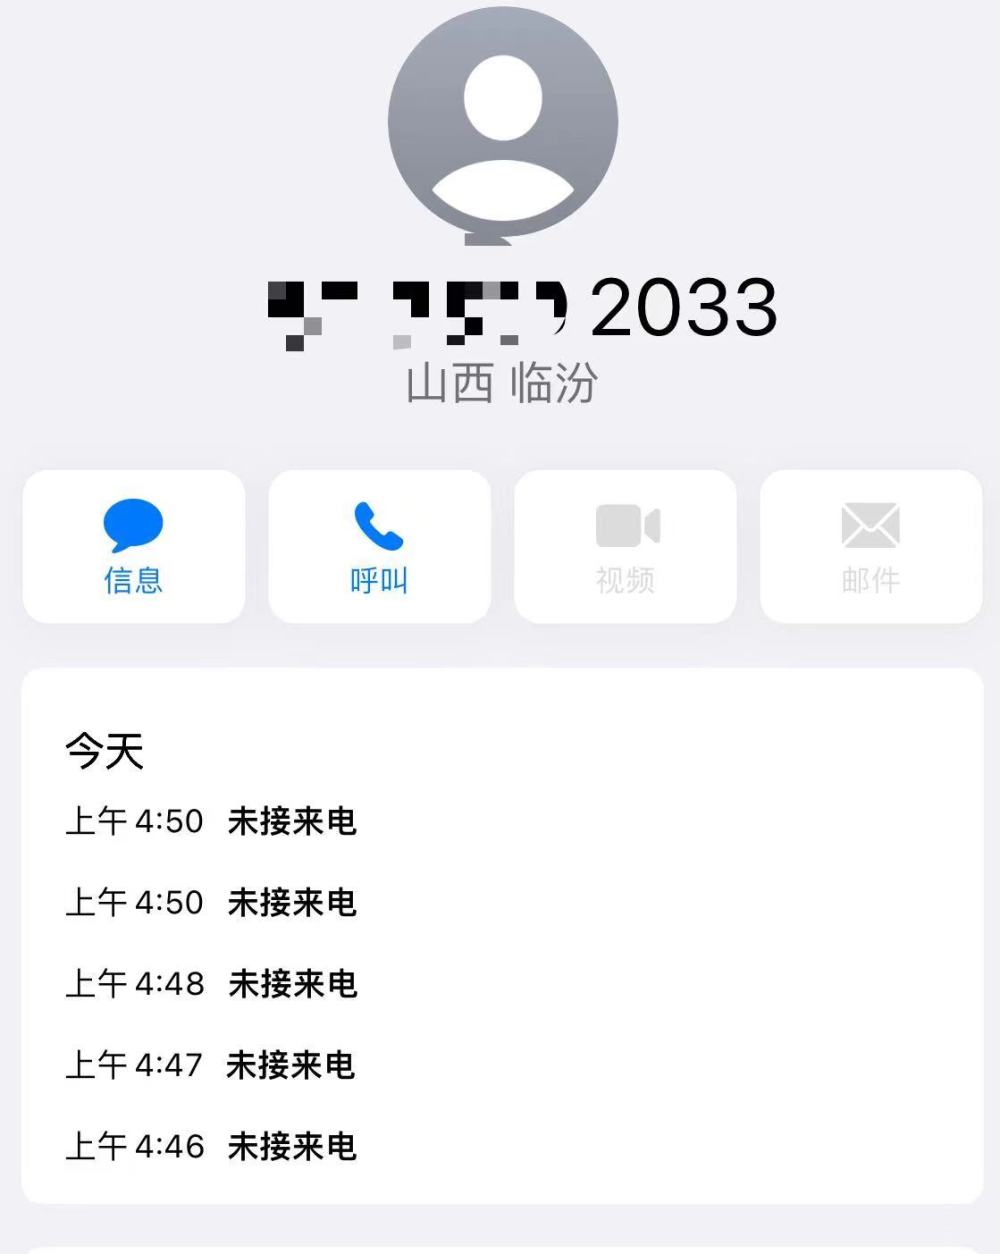 2033
山西 临汾
信息
呼叫
视频
邮件
今天
上午 4:50 未接来电
上午 4:50 未接来电
上午 4:48 未接来电
上午 4:47 未接来电
上午 4:46 未接来电